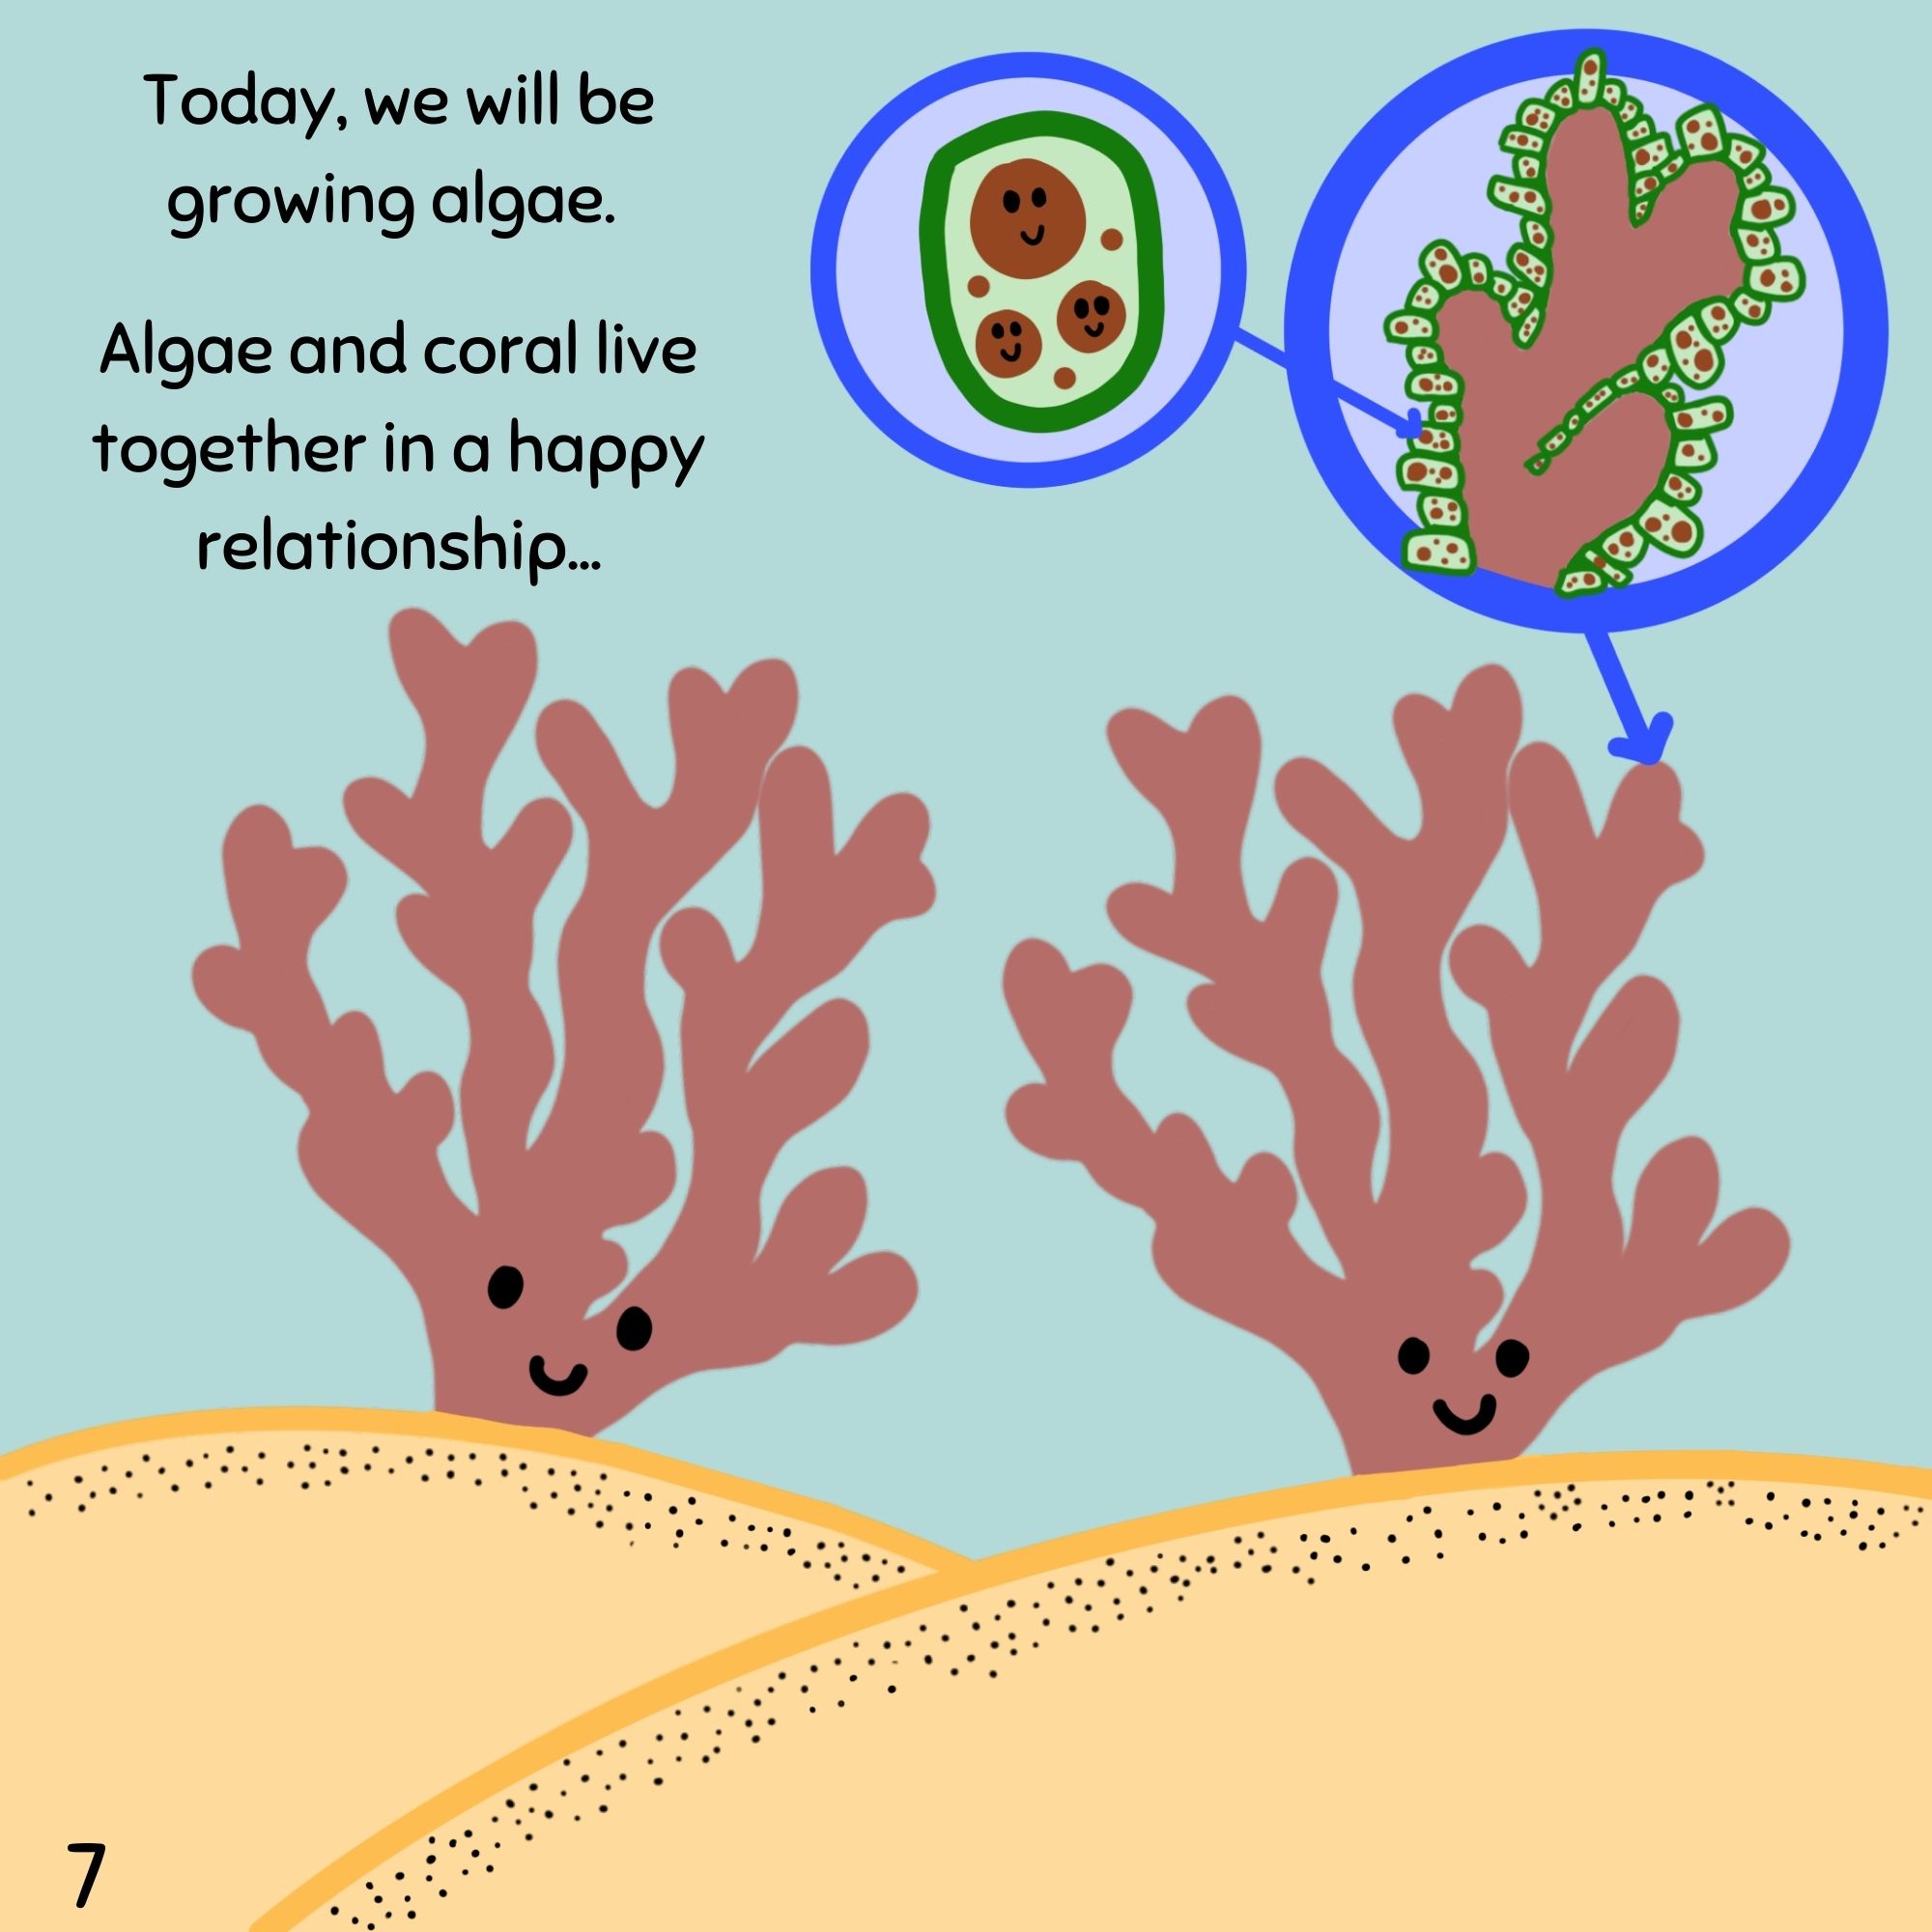 Today, we will be
growing algae.
Algae and coral live
together in a happy
relationship...
7